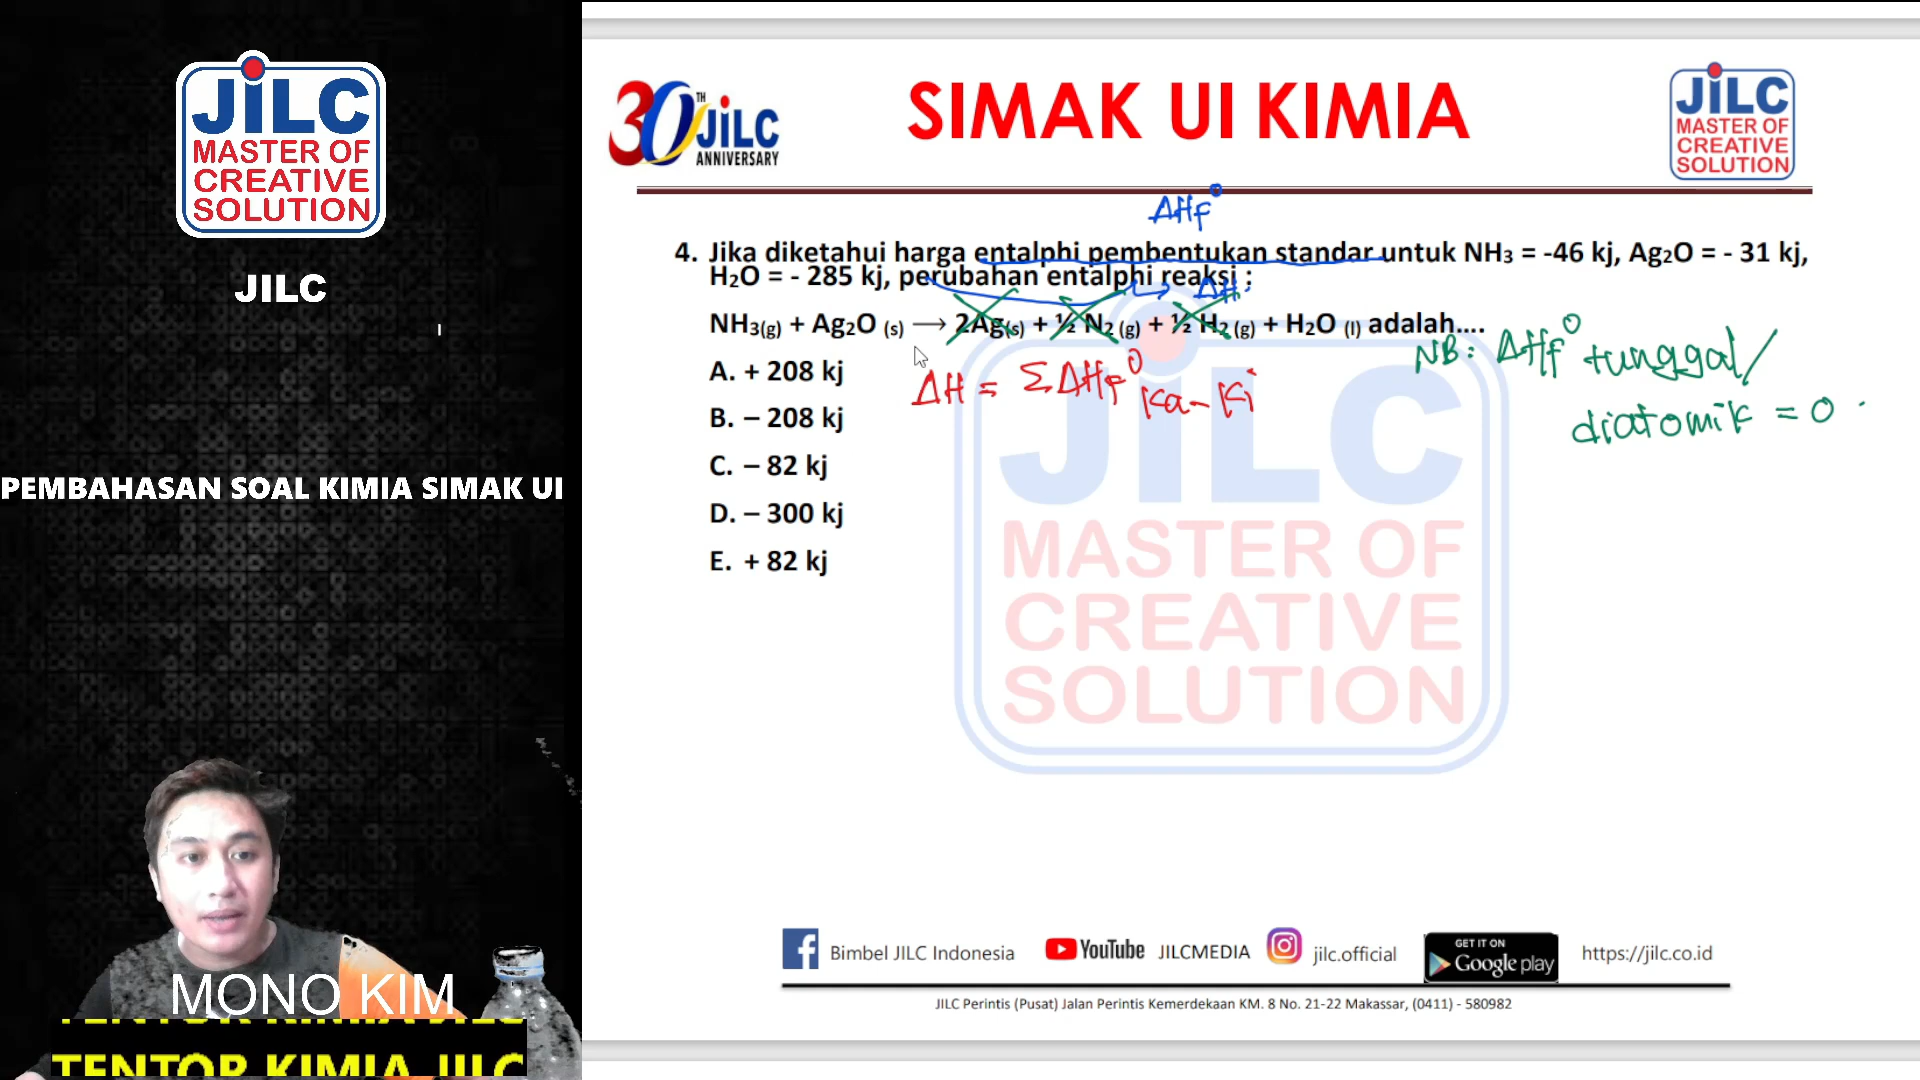 JiLC
MASTER OF
CREATIVE
SOLUTION
JILC
PEMBAHASAN SOAL KIMIA SIMAK UI
MONO KIM
TENTOR KIMIA JILC
30TH JiLC
ANNIVERSARY
SIMAK UI KIMIA
JiLC
MASTER OF
CREATIVE
SOLUTION
ΔHf°
4. Jika diketahui harga entalphi pembentukan standar untuk NH3 = -46 kj, Ag2O = - 31 kj,
H2O = - 285 kj, perubahan entalphi reaksi :
ΔH
NH3(g) + Ag2O (s) → 2Ag(s) + ½ N2 (g) + ½ H2 (g) + H2O (l) adalah....
NB: ΔHf° tunggal/
diatomik = 0
A. + 208 kj
ΔH = Σ ΔHf° Ka - Ki
B. – 208 kj
C. – 82 kj
D. – 300 kj
E. + 82 kj
JiLC
MASTER OF
CREATIVE
SOLUTION
Bimbel JILC Indonesia YouTube JILCMEDIA jilc.official GET IT ON Google play https://jilc.co.id
JILC Perintis (Pusat) Jalan Perintis Kemerdekaan KM. 8 No. 21-22 Makassar, (0411) - 580982